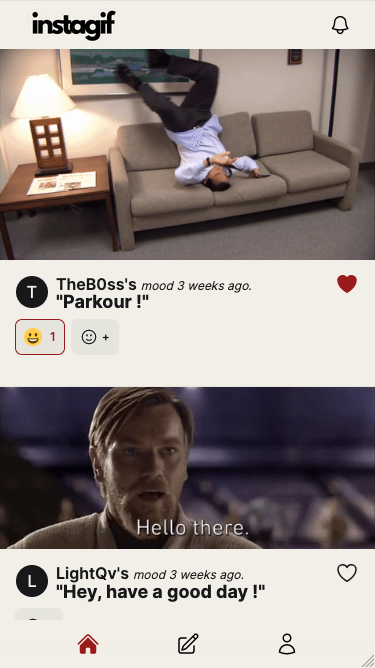 instagif
T
TheB0ss's mood 3 weeks ago.
"Parkour !"
1
+
Hello there.
L
LightQv's mood 3 weeks ago.
"Hey, have a good day !"